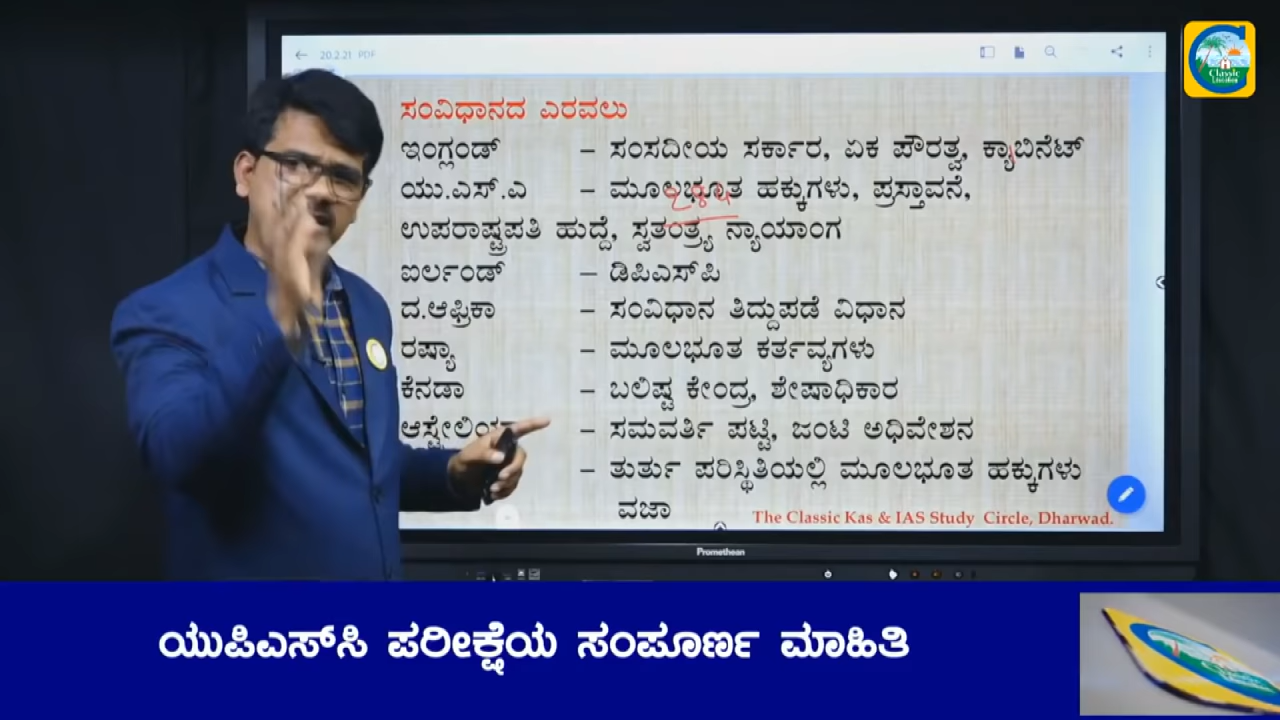 20.2.21 PDF
ಸಂವಿಧಾನದ ಎರವಲು
ಇಂಗ್ಲಂಡ್ – ಸಂಸದೀಯ ಸರ್ಕಾರ, ಏಕ ಪೌರತ್ವ, ಕ್ಯಾಬಿನೆಟ್
ಯು.ಎಸ್.ಎ – ಮೂಲಭೂತ ಹಕ್ಕುಗಳು, ಪ್ರಸ್ತಾವನೆ,
ಉಪರಾಷ್ಟ್ರಪತಿ ಹುದ್ದೆ, ಸ್ವತಂತ್ರ್ಯ ನ್ಯಾಯಾಂಗ
ಐರ್ಲಂಡ್ – ಡಿಪಿಎಸ್‌ಪಿ
ದ.ಆಫ್ರಿಕಾ – ಸಂವಿಧಾನ ತಿದ್ದುಪಡೆ ವಿಧಾನ
ರಷ್ಯಾ – ಮೂಲಭೂತ ಕರ್ತವ್ಯಗಳು
ಕೆನಡಾ – ಬಲಿಷ್ಟ ಕೇಂದ್ರ, ಶೇಷಾಧಿಕಾರ
– ಸಮವರ್ತಿ ಪಟ್ಟಿ, ಜಂಟಿ ಅಧಿವೇಶನ
– ತುರ್ತು ಪರಿಸ್ಥಿತಿಯಲ್ಲಿ ಮೂಲಭೂತ ಹಕ್ಕುಗಳು
ವಜಾ
The Classic Kas & IAS Study Circle, Dharwad.
Promethean
Classic
ಯುಪಿಎಸ್‌ಸಿ ಪರೀಕ್ಷೆಯ ಸಂಪೂರ್ಣ ಮಾಹಿತಿ